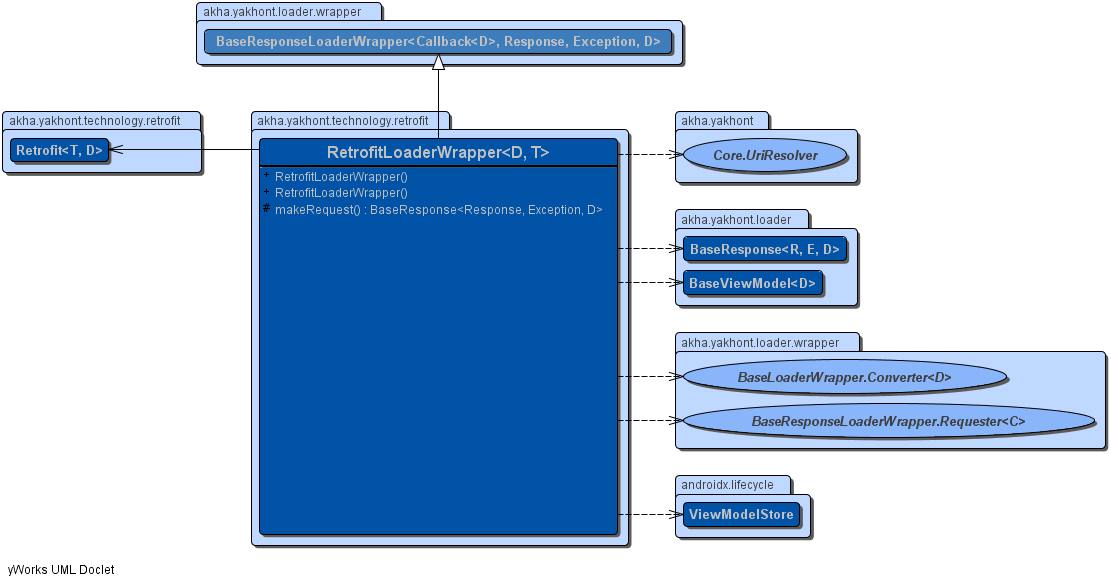 akha.yakhont.loader.wrapper
BaseResponseLoaderWrapper<Callback<D>, Response, Exception, D>
akha.yakhont.technology.retrofit
Retrofit<T, D>
akha.yakhont.technology.retrofit
RetrofitLoaderWrapper<D, T>
+ RetrofitLoaderWrapper()
+ RetrofitLoaderWrapper()
# makeRequest() : BaseResponse<Response, Exception, D>
akha.yakhont
Core.UriResolver
akha.yakhont.loader
BaseResponse<R, E, D>
BaseViewModel<D>
akha.yakhont.loader.wrapper
BaseLoaderWrapper.Converter<D>
BaseResponseLoaderWrapper.Requester<C>
androidx.lifecycle
ViewModelStore
yWorks UML Doclet